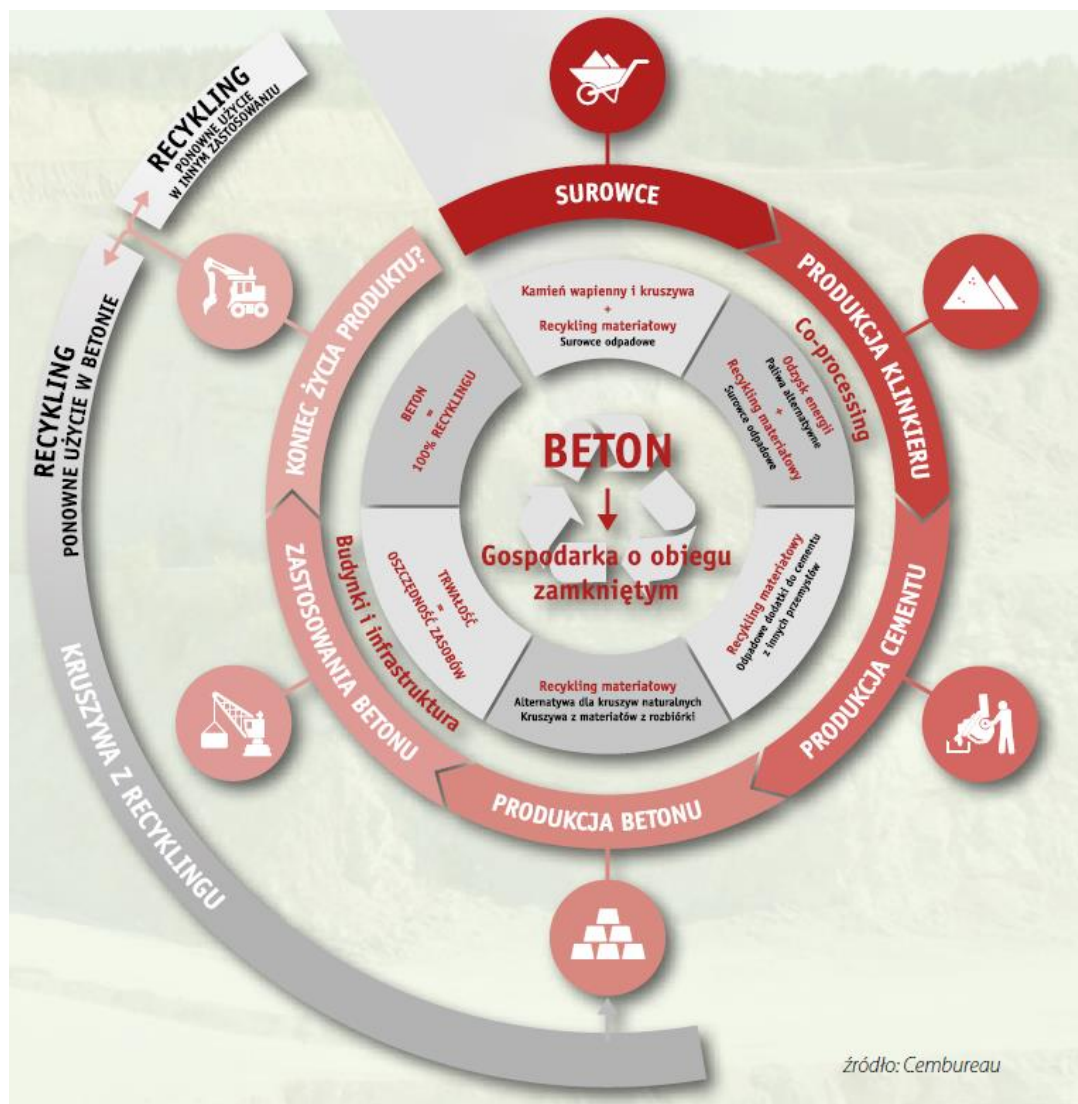 RECYKLING
PONOWNE UŻYCIE
W INNYM ZASTOSOWANIU
RECYKLING
PONOWNE UŻYCIE W BETONIE
KRUSZYWA Z RECYKLINGU
SUROWCE
PRODUKCJA KLINKIERU
PRODUKCJA CEMENTU
PRODUKCJA BETONU
ZASTOSOWANIA BETONU
KONIEC ŻYCIA PRODUKTU?
Kamień wapienny i kruszywa
+
Recykling materiałowy
Surowce odpadowe
Co-processing
Odzysk energii
Paliwa alternatywne
+
Recykling materiałowy
Surowce odpadowe
Recykling materiałowy
Odpadowe dodatki do cementu
z innych przemysłów
Recykling materiałowy
Alternatywa dla kruszyw naturalnych
Kruszywa z materiałów z rozbiórki
Budynki i infrastruktura
TRWAŁOŚĆ
=
OSZCZĘDNOŚĆ ZASOBÓW
BETON
=
100% RECYKLINGU
BETON
Gospodarka o obiegu
zamkniętym
źródło: Cembureau